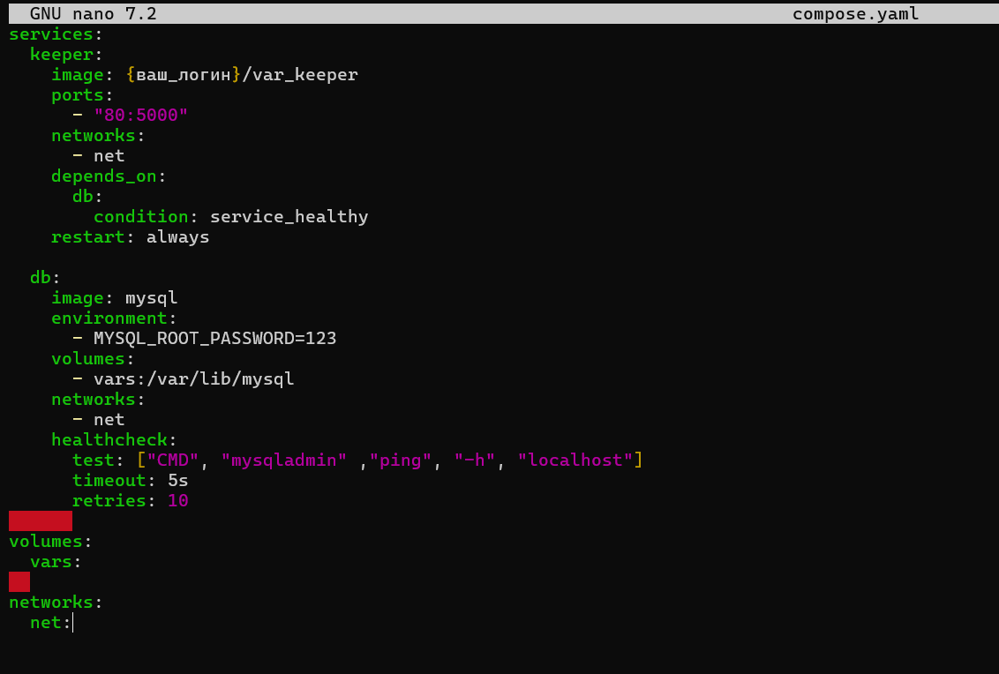 GNU nano 7.2 compose.yaml
services:
  keeper:
    image: {ваш_логин}/var_keeper
    ports:
      - "80:5000"
    networks:
      - net
    depends_on:
      db:
        condition: service_healthy
    restart: always

  db:
    image: mysql
    environment:
      - MYSQL_ROOT_PASSWORD=123
    volumes:
      - vars:/var/lib/mysql
    networks:
      - net
    healthcheck:
      test: ["CMD", "mysqladmin" ,"ping", "-h", "localhost"]
      timeout: 5s
      retries: 10

volumes:
  vars:

networks:
  net: